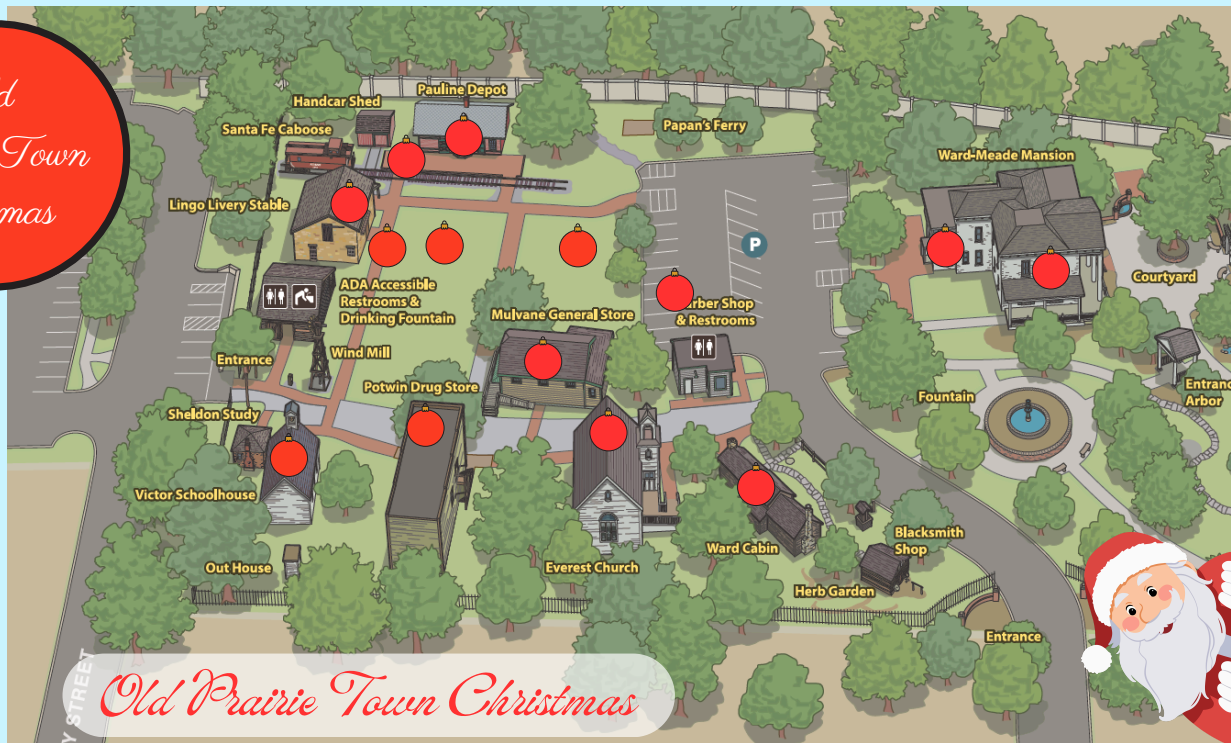 Town
Pauline Depot
Handcar Shed
Santa Fe Caboose
Papan's Ferry
Ward-Meade Mansion
Lingo Livery Stable
P
Courtyard
ADA Accessible
Restrooms &
Drinking Fountain
Mulvane General Store
Shop
& Restrooms
Wind Mill
Entrance
Potwin Drug Store
Fountain
Arbor
Sheldon Study
Victor Schoolhouse
Blacksmith
Shop
Ward Cabin
Out House
Everest Church
Herb Garden
Entrance
STREET
Old Prairie Town Christmas